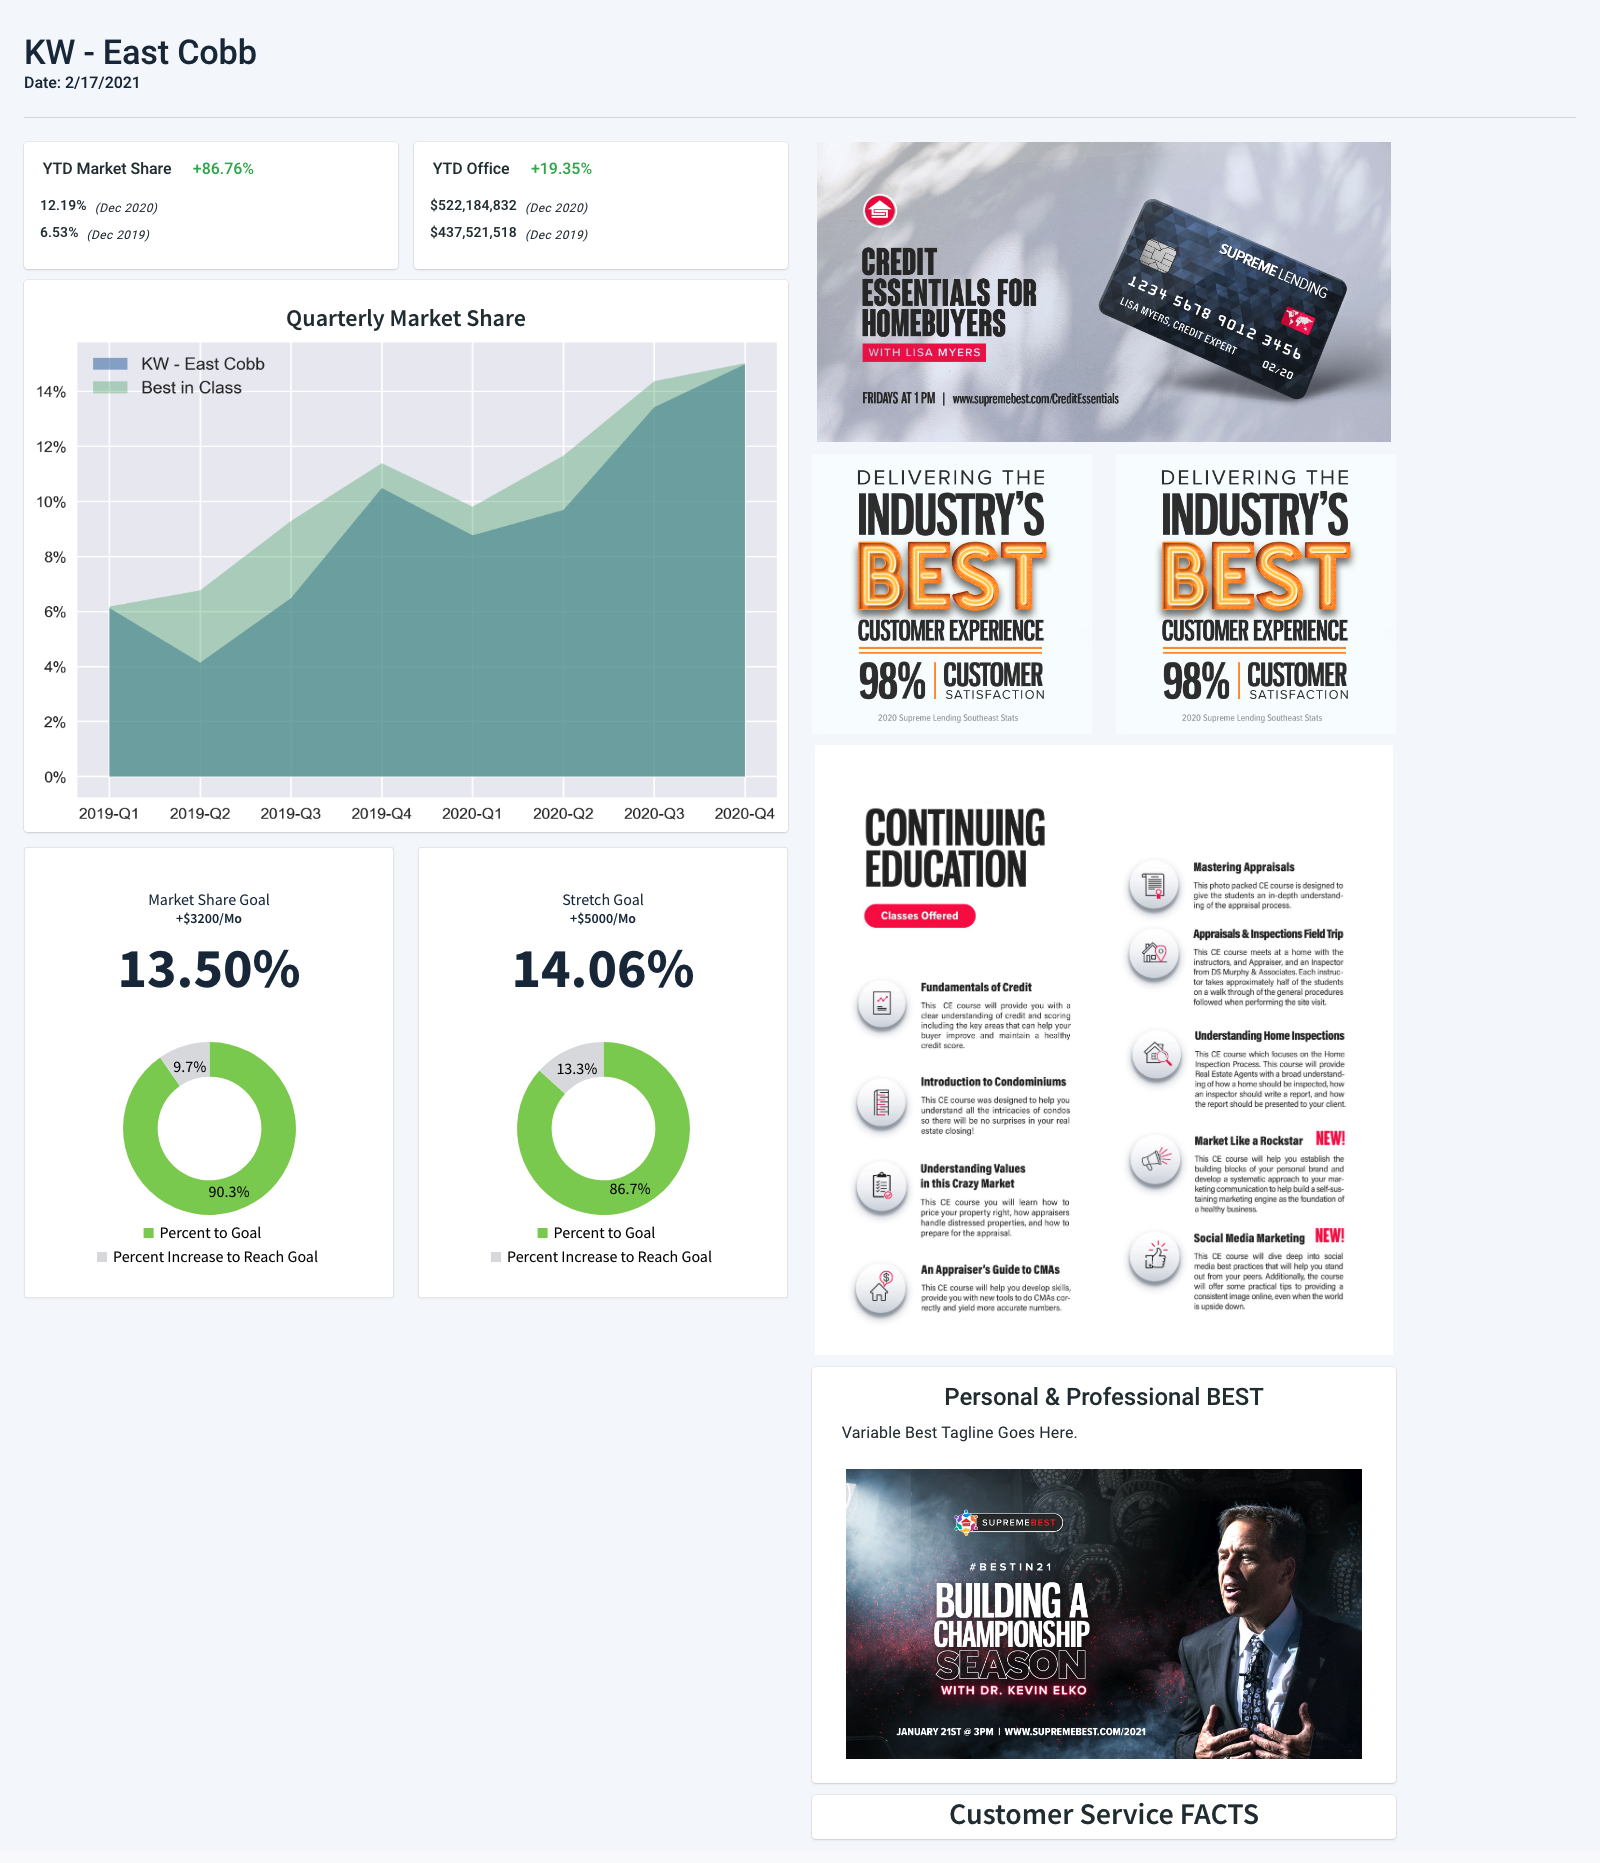 KW - East Cobb
Date: 2/17/2021
YTD Market Share +86.76%
12.19% (Dec 2020)
6.53% (Dec 2019)
YTD Office +19.35%
$522,184,832 (Dec 2020)
$437,521,518 (Dec 2019)
Quarterly Market Share
KW - East Cobb
Best in Class
14%
12%
10%
8%
6%
4%
2%
0%
2019-Q1 2019-Q2 2019-Q3 2019-Q4 2020-Q1 2020-Q2 2020-Q3 2020-Q4
Market Share Goal
+$3200/Mo
13.50%
9.7%
90.3%
Percent to Goal
Percent Increase to Reach Goal
Stretch Goal
+$5000/Mo
14.06%
13.3%
86.7%
Percent to Goal
Percent Increase to Reach Goal
CREDIT
ESSENTIALS FOR
HOMEBUYERS
WITH LISA MYERS
FRIDAYS AT 1 PM | www.supremebest.com/CreditEssentials
SUPREME LENDING
1234 5678 9012 3456
LISA MYERS, CREDIT EXPERT
02/20
DELIVERING THE
INDUSTRY'S
BEST
CUSTOMER EXPERIENCE
98% | CUSTOMER
SATISFACTION
2020 Supreme Lending Southeast Stats
DELIVERING THE
INDUSTRY'S
BEST
CUSTOMER EXPERIENCE
98% | CUSTOMER
SATISFACTION
2020 Supreme Lending Southeast Stats
CONTINUING
EDUCATION
Classes Offered
Fundamentals of Credit
This CE course will provide you with a
clear understanding of credit and scoring
including the key areas that can help your
buyer improve and maintain a healthy
credit score.
Introduction to Condominiums
This CE course was designed to help you
understand all the intricacies of condos
so there will be no surprises in your real
estate closing!
Understanding Values
in this Crazy Market
This CE course you will learn how to
price your property right, how appraisers
handle distressed properties, and how to
prepare for the appraisal.
An Appraiser's Guide to CMAs
This CE course will help you develop skills,
provide you with new tools to do CMAs cor-
rectly and yield more accurate numbers.
Mastering Appraisals
This photo packed CE course is designed to
give the students an in-depth understand-
ing of the appraisal process.
Appraisals & Inspections Field Trip
This CE course meets at a home with the
instructors, and Appraiser, and an Inspector
from DS Murphy & Associates. Each instruc-
tor takes approximately half of the students
on a walk through of the general procedures
followed when performing the site visit.
Understanding Home Inspections
This CE course which focuses on the Home
Inspection Process. This course will provide
Real Estate Agents with a broad understand-
ing of how a home should be inspected, how
an inspector should write a report, and how
the report should be presented to your client.
Market Like a Rockstar NEW!
This CE course will help you establish the
building blocks of your personal brand and
develop a systematic approach to your mar-
keting communication to help build a self-sus-
taining marketing engine as the foundation of
a healthy business.
Social Media Marketing NEW!
This CE course will dive deep into social
media best practices that will help you stand
out from your peers. Additionally, the course
will offer some practical tips to providing a
consistent image online, even when the world
is upside down.
Personal & Professional BEST
Variable Best Tagline Goes Here.
SUPREMEBEST
#BESTIN21
BUILDING A
CHAMPIONSHIP
SEASON
WITH DR. KEVIN ELKO
JANUARY 21ST @ 3PM | WWW.SUPREMEBEST.COM/2021
Customer Service FACTS